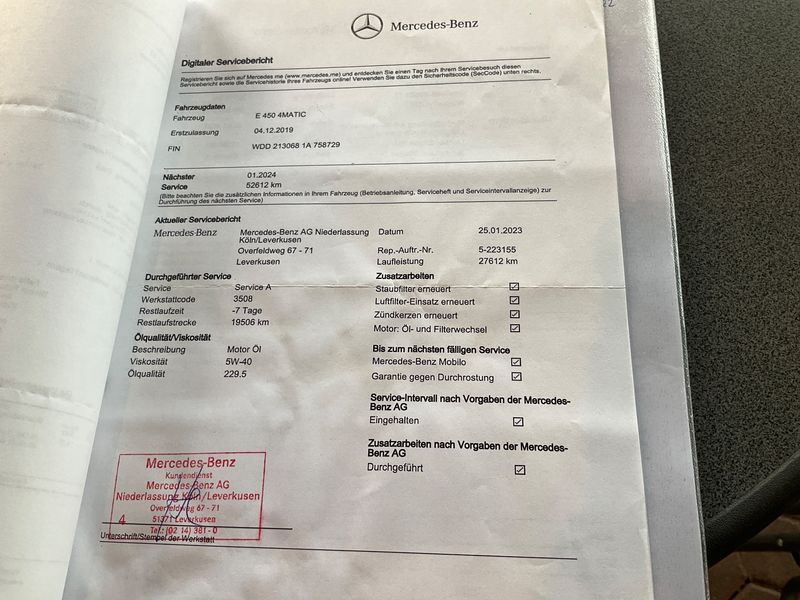 Mercedes-Benz
Digitaler Servicebericht
Registrieren Sie sich auf Mercedes me (www.mercedes.me) und entdecken Sie einen Tag nach Ihrem Servicebesuch diesen
Servicebericht sowie die Servicehistorie Ihres Fahrzeugs online! Verwenden Sie dazu den Sicherheitscode (SecCode) unten rechts.
Fahrzeugdaten
Fahrzeug E 450 4MATIC
Erstzulassung 04.12.2019
FIN WDD 213068 1A 758729
Nächster 01.2024
Service 52612 km
(Bitte beachten Sie die zusätzlichen Informationen in Ihrem Fahrzeug (Betriebsanleitung, Serviceheft und Serviceintervallanzeige) zur
Durchführung des nächsten Service)
Aktueller Servicebericht
Mercedes-Benz Mercedes-Benz AG Niederlassung Datum 25.01.2023
Köln/Leverkusen
Overfeldweg 67 - 71 Rep.-Auftr.-Nr. 5-223155
Leverkusen Laufleistung 27612 km
Durchgeführter Service Zusatzarbeiten
Service Service A Staubfilter erneuert
Werkstattcode 3508 Luftfilter-Einsatz erneuert
Restlaufzeit -7 Tage Zündkerzen erneuert
Restlaufstrecke 19506 km Motor: Öl- und Filterwechsel
Ölqualität/Viskosität Bis zum nächsten fälligen Service
Beschreibung Motor Öl Mercedes-Benz Mobilo
Viskosität 5W-40 Garantie gegen Durchrostung
Ölqualität 229.5
Service-Intervall nach Vorgaben der Mercedes-
Benz AG
Eingehalten
Zusatzarbeiten nach Vorgaben der Mercedes-
Benz AG
Durchgeführt
Mercedes-Benz
Kundendienst
Mercedes-Benz AG
Niederlassung Köln/Leverkusen
Overfeldweg 67 - 71
4 51371 Leverkusen
Tel.: (02 14) 381 - 0
Unterschrift/Stempel der Werkstatt